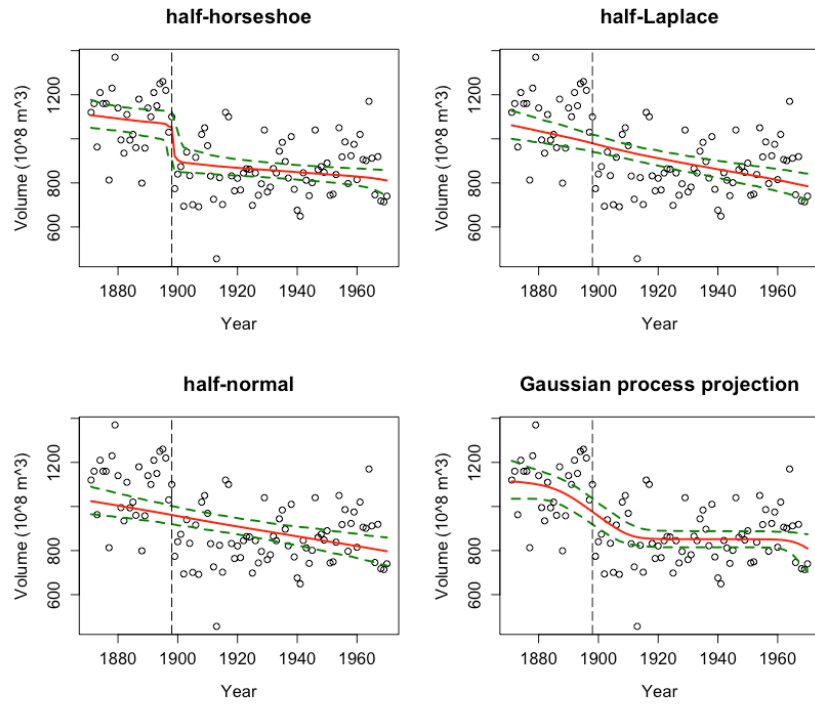 half-horseshoe
Volume (10^8 m^3)
600 800 1200
1880 1900 1920 1940 1960
Year
half-Laplace
Volume (10^8 m^3)
600 800 1200
1880 1900 1920 1940 1960
Year
half-normal
Volume (10^8 m^3)
600 800 1200
1880 1900 1920 1940 1960
Year
Gaussian process projection
Volume (10^8 m^3)
600 800 1200
1880 1900 1920 1940 1960
Year